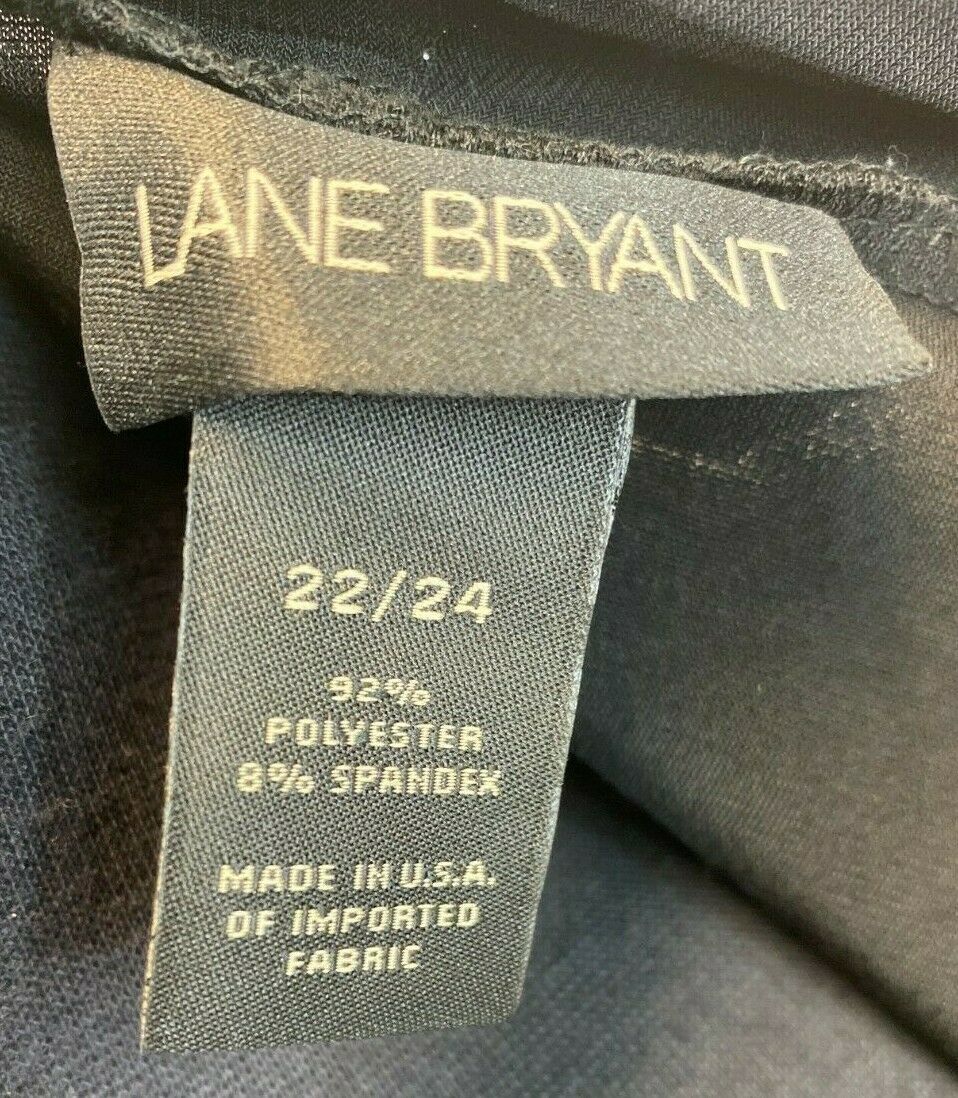 LANE BRYANT
22/24
92%
POLYESTER
8% SPANDEX
MADE IN U.S.A.
OF IMPORTED
FABRIC